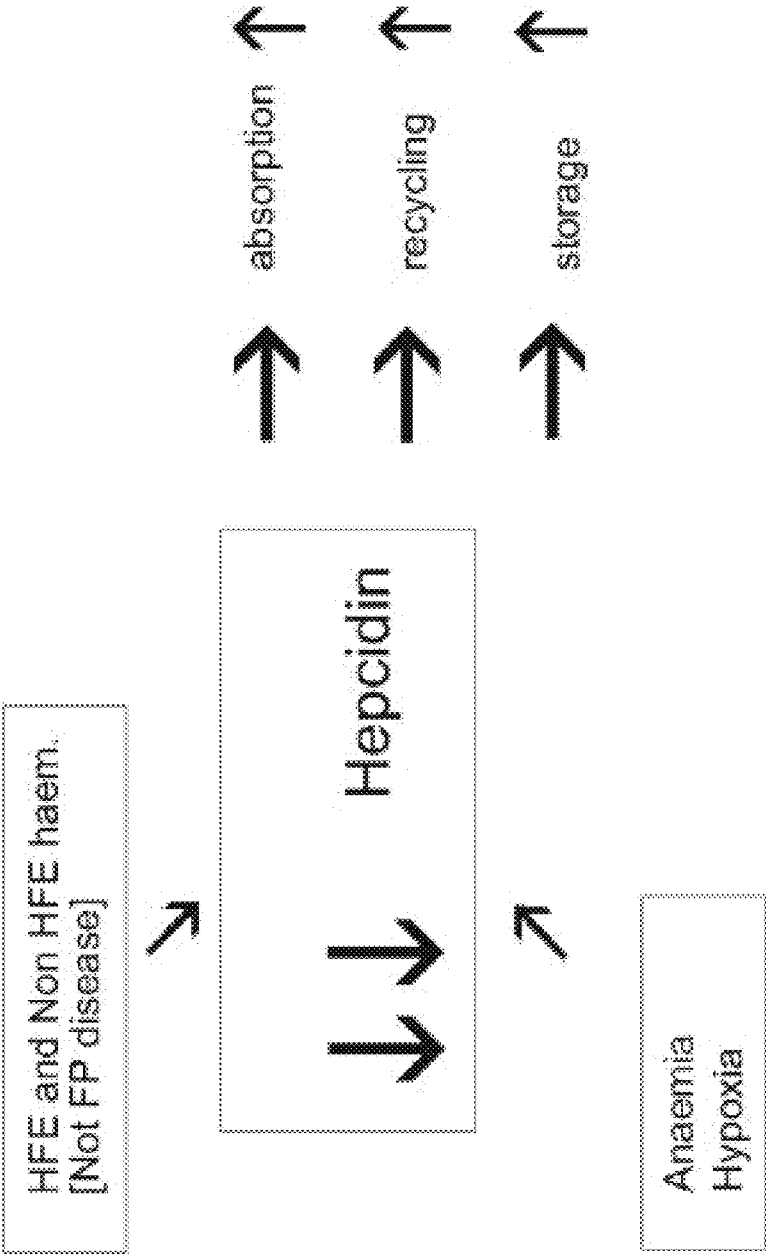 HFE and Non HFE haem.
[Not FP disease]
Hepcidin
absorption
recycling
storage
Anaemia
Hypoxia